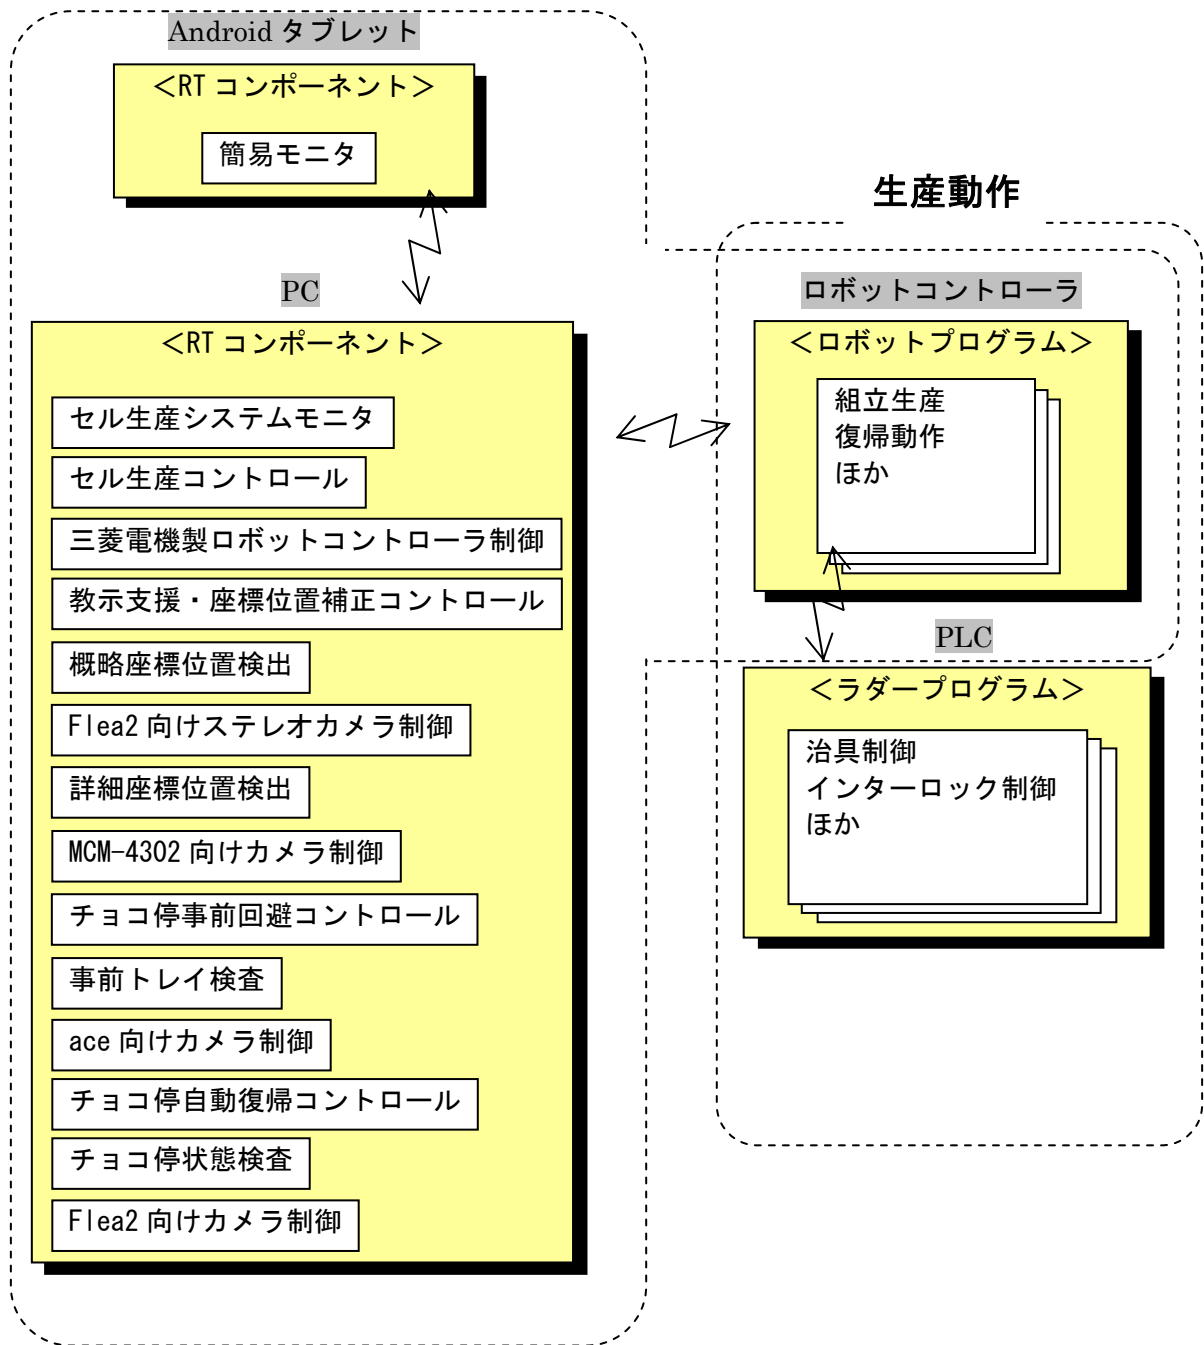 Android タブレット
＜RT コンポーネント＞
簡易モニタ
PC
＜RT コンポーネント＞
セル生産システムモニタ
セル生産コントロール
三菱電機製ロボットコントローラ制御
教示支援・座標位置補正コントロール
概略座標位置検出
Flea2 向けステレオカメラ制御
詳細座標位置検出
MCM-4302 向けカメラ制御
チョコ停事前回避コントロール
事前トレイ検査
ace 向けカメラ制御
チョコ停自動復帰コントロール
チョコ停状態検査
Flea2 向けカメラ制御
生産動作
ロボットコントローラ
＜ロボットプログラム＞
組立生産
復帰動作
ほか
PLC
＜ラダープログラム＞
治具制御
インターロック制御
ほか